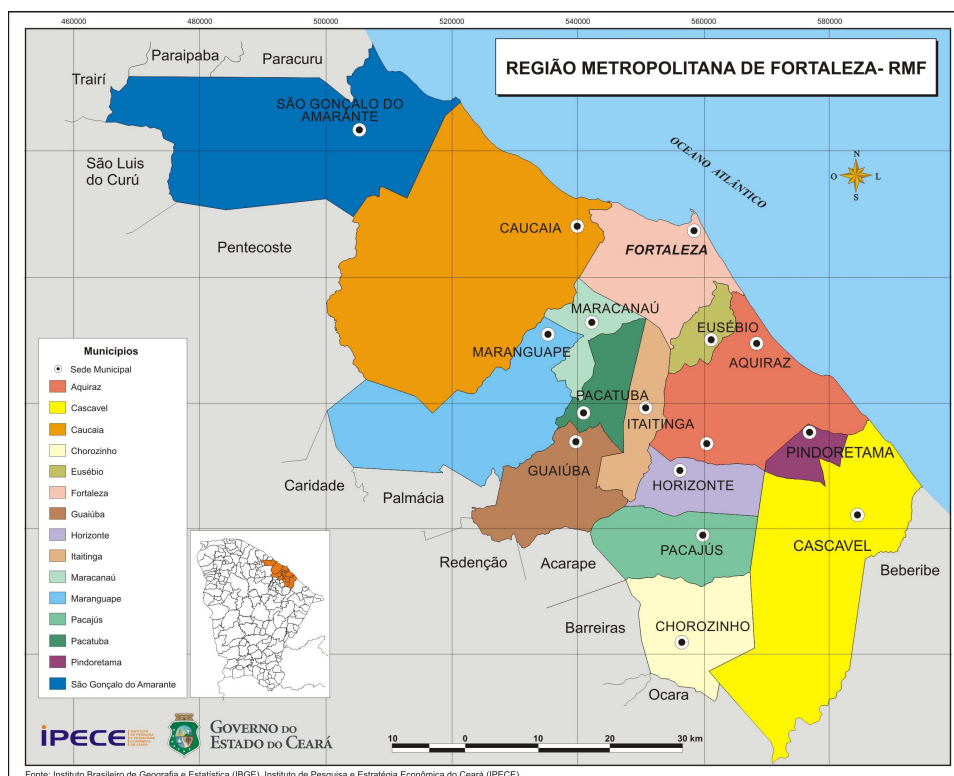 460000
480000
500000
520000
540000
560000
580000
REGIÃO METROPOLITANA DE FORTALEZA- RMF
Paraipaba
Paracuru
Trairí
SÃO GONÇALO DO
AMARANTE
São Luis
do Curú
OCEANO ATLÂNTICO
N
O
L
S
Pentecoste
CAUCAIA
FORTALEZA
MARACANAÚ
EUSÉBIO
MARANGUAPE
AQUIRAZ
PACATUBA
ITAITINGA
PINDORETAMA
GUAIÚBA
HORIZONTE
Caridade
Palmácia
PACAJÚS
CASCAVEL
Redenção
Acarape
Beberibe
Barreiras
CHOROZINHO
Ocara
Municípios
Sede Municipal
Aquiraz
Cascavel
Caucaia
Chorozinho
Eusébio
Fortaleza
Guaiúba
Horizonte
Itaitinga
Maracanaú
Maranguape
Pacajús
Pacatuba
Pindoretama
São Gonçalo do Amarante
iPECE
GOVERNO DO
ESTADO DO CEARÁ
10
0
10
20
30 km
Fonte: Instituto Brasileiro de Geografia e Estatística (IBGE), Instituto de Pesquisa e Estratégia Econômica do Ceará (IPECE)